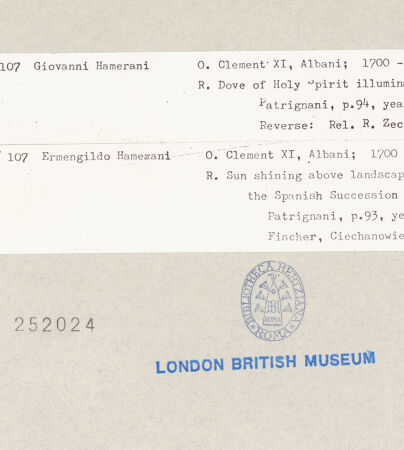 107 Giovanni Hamerani O. Clement XI, Albani; 1700 -
R. Dove of Holy Spirit illumina
Patrignani, p.94, yea
Reverse: Rel. R. Zec
107 Ermengildo Hamerani O. Clement XI, Albani; 1700
R. Sun shining above landscap
the Spanish Succession
Patrignani, p.93, ye
Fischer, Ciechanowie
BIBLIOTHECA HERTZIANA
ROMA
ROMA
252024
LONDON BRITISH MUSEUM